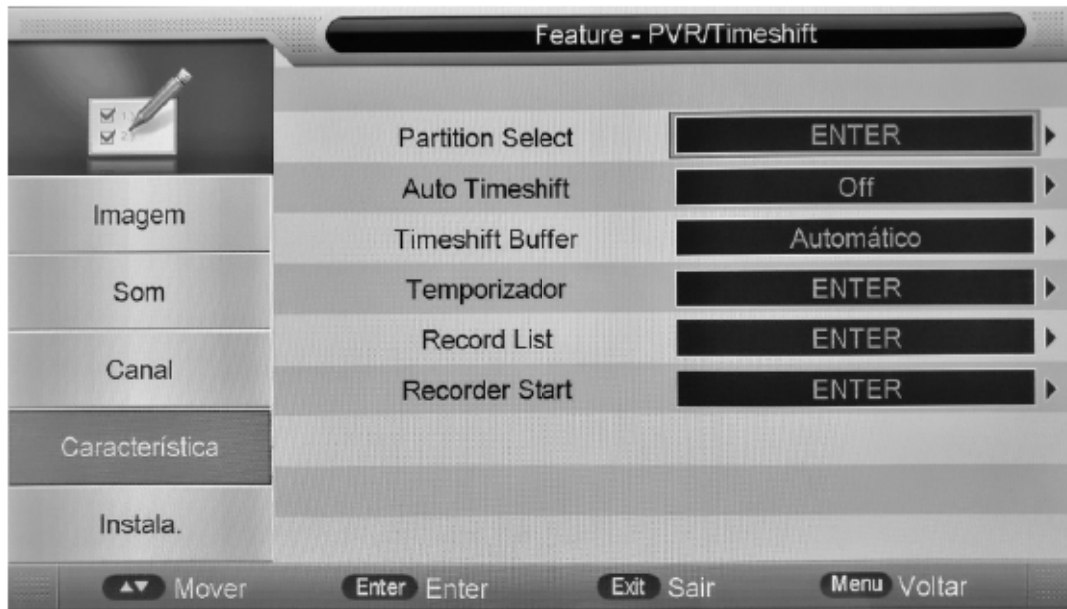 Feature - PVR/Timeshift
Partition Select ENTER
Auto Timeshift Off
Timeshift Buffer Automático
Temporizador ENTER
Record List ENTER
Recorder Start ENTER
Imagem
Som
Canal
Característica
Instala.
Mover Enter Enter Exit Sair Menu Voltar